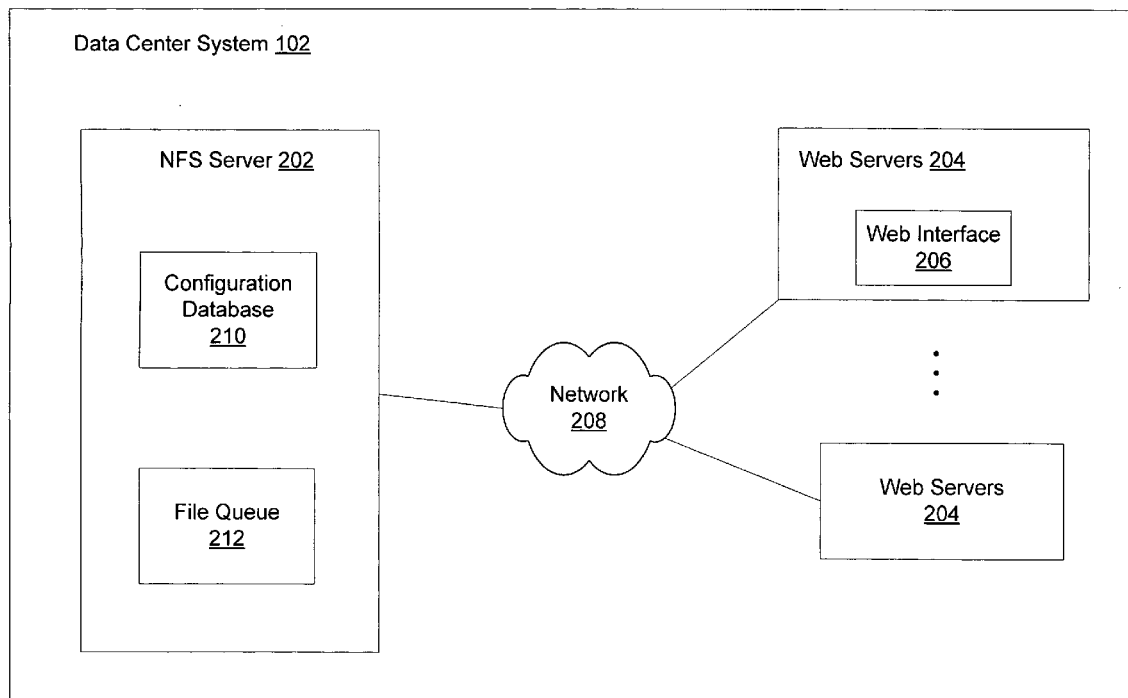 Data Center System 102
NFS Server 202
Configuration
Database
210
File Queue
212
Network
208
Web Servers 204
Web Interface
206
Web Servers
204